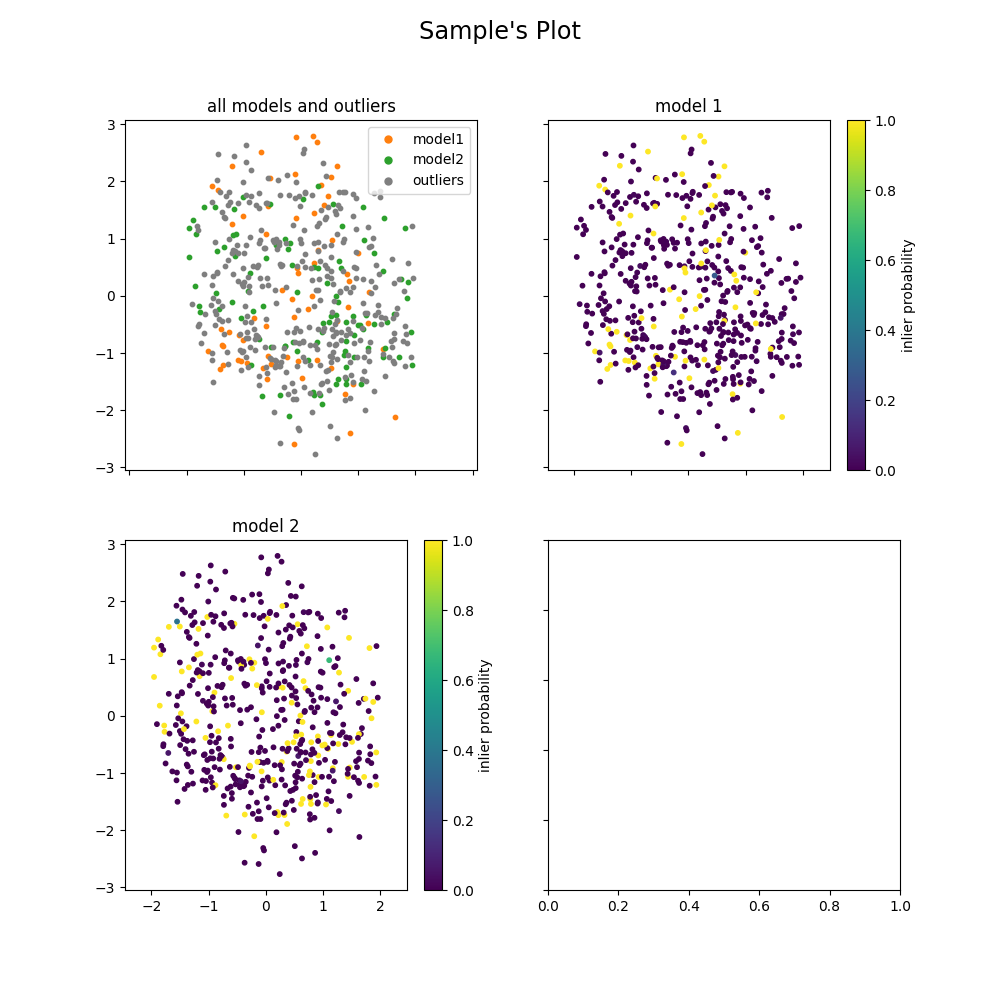 Sample's Plot
all models and outliers
3
2
1
0
−1
−2
−3
model1
model2
outliers
model 1
1.0
0.8
0.6
0.4
0.2
0.0
inlier probability
model 2
3
2
1
0
−1
−2
−3
−2 −1 0 1 2
1.0
0.8
0.6
0.4
0.2
0.0
inlier probability
0.0 0.2 0.4 0.6 0.8 1.0